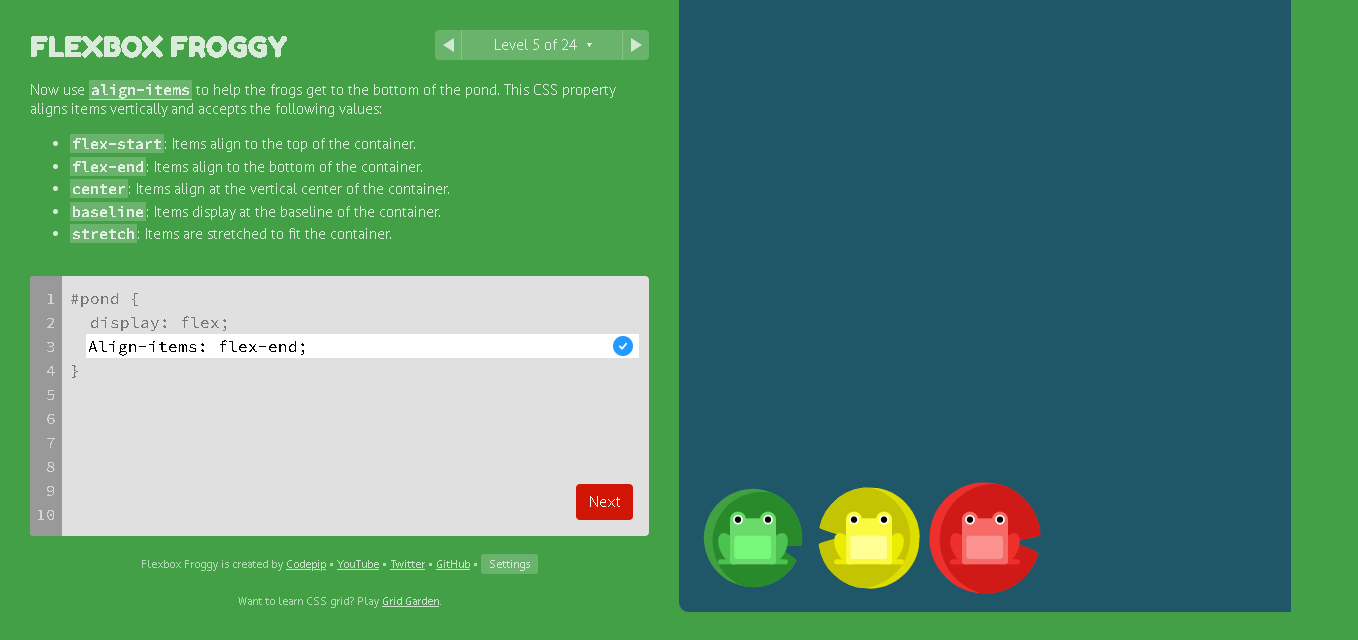 FLEXBOX FROGGY
Level 5 of 24 ▾
Now use align-items to help the frogs get to the bottom of the pond. This CSS property
aligns items vertically and accepts the following values:
• flex-start: Items align to the top of the container.
• flex-end: Items align to the bottom of the container.
• center: Items align at the vertical center of the container.
• baseline: Items display at the baseline of the container.
• stretch: Items are stretched to fit the container.
1 #pond {
2 display: flex;
3 Align-items: flex-end;
4 }
5
6
7
8
9
10
Next
Flexbox Froggy is created by Codepip • YouTube • Twitter • GitHub • Settings
Want to learn CSS grid? Play Grid Garden.